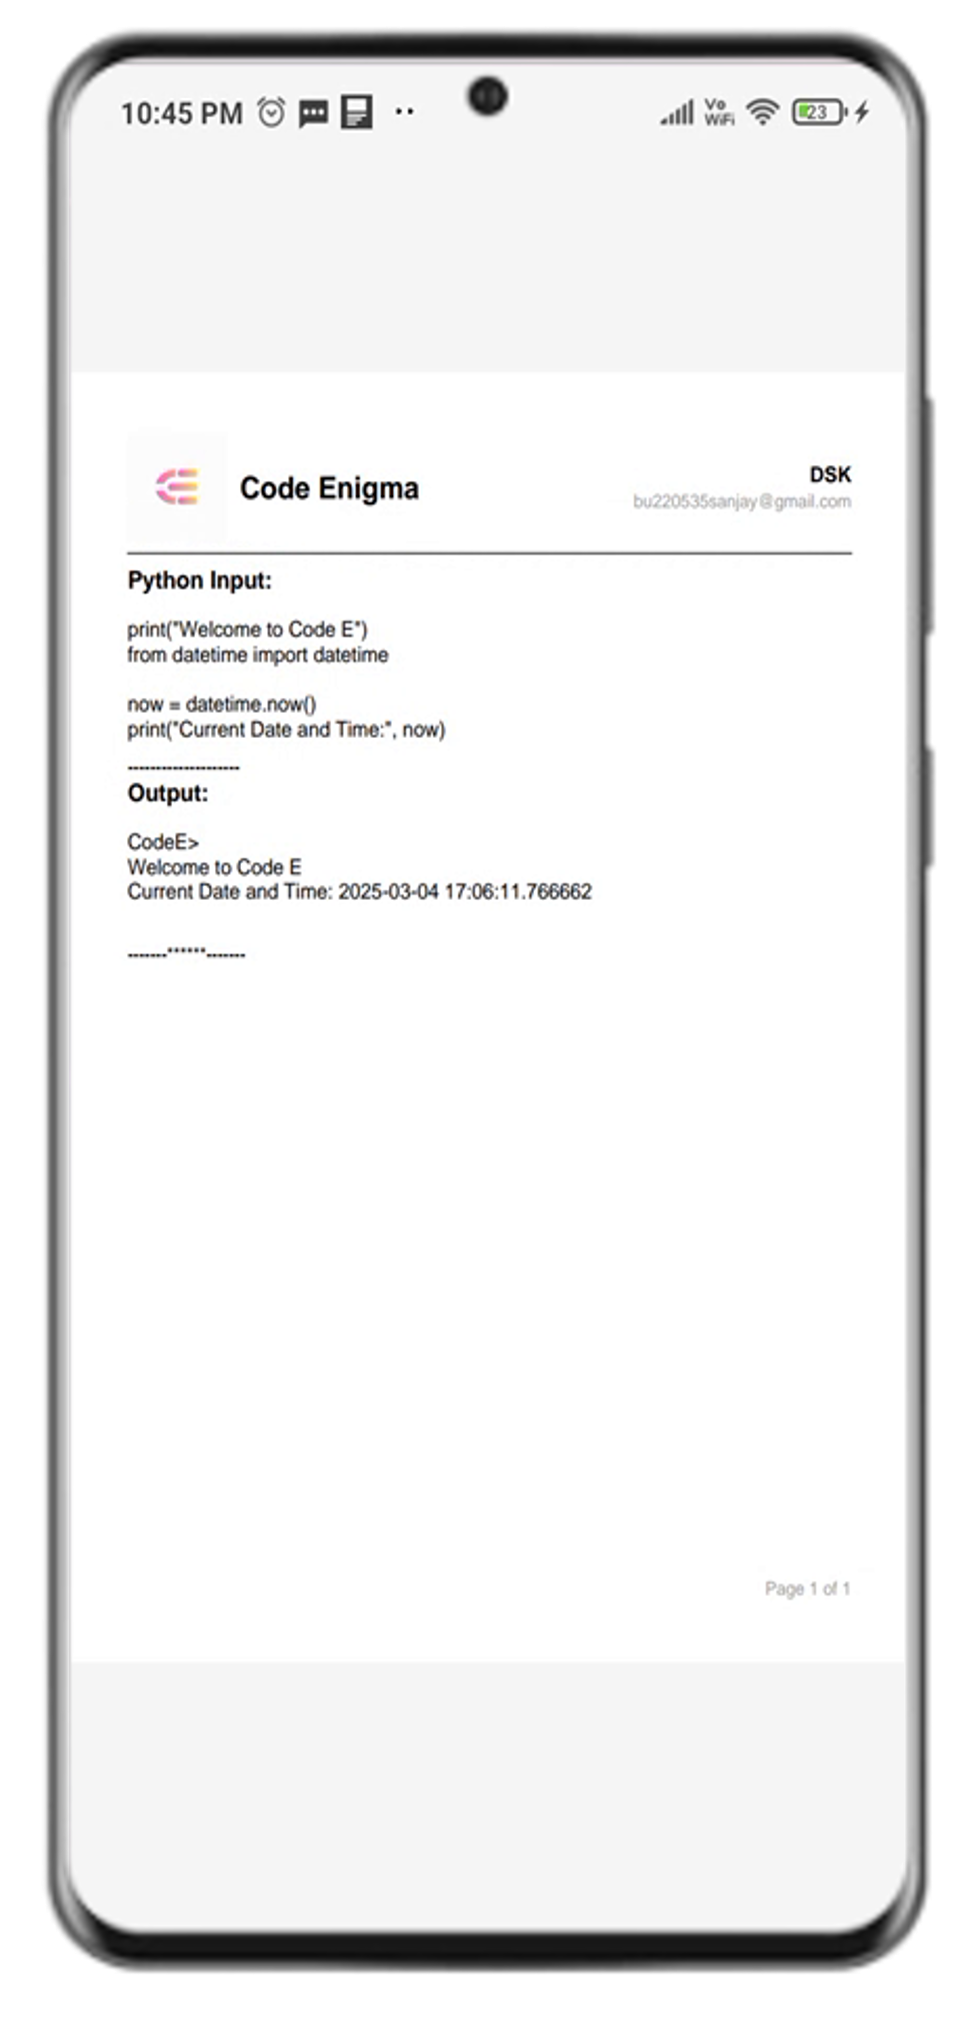 10:45 PM
Vo
WiFi
23
Code Enigma
DSK
bu220535sanjay@gmail.com
Python Input:
print("Welcome to Code E")
from datetime import datetime
now = datetime.now()
print("Current Date and Time:", now)
--------------------
Output:
CodeE>
Welcome to Code E
Current Date and Time: 2025-03-04 17:06:11.766662
-------******-------
Page 1 of 1